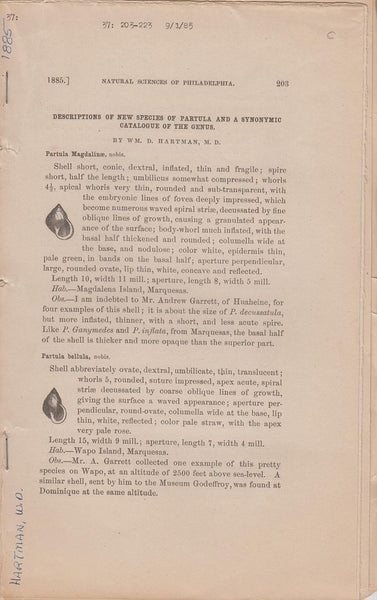 37:
1885
37: 203-223 9/1/85
C
1885.] NATURAL SCIENCES OF PHILADELPHIA. 203
DESCRIPTIONS OF NEW SPECIES OF PARTULA AND A SYNONYMIC
CATALOGUE OF THE GENUS.
BY WM. D. HARTMAN, M. D.
Partula Magdalinæ, nobis.
Shell short, conic, dextral, inflated, thin and fragile; spire
short, half the length; umbilicus somewhat compressed; whorls
4½, apical whorls very thin, rounded and sub-transparent, with
the embryonic lines of fovea deeply impressed, which
become numerous waved spiral striæ, decussated by fine
oblique lines of growth, causing a granulated appear-
ance of the surface; body-whorl much inflated, with the
basal half thickened and rounded; columella wide at
the base, and nodulose; color white, epidermis thin,
pale green, in bands on the basal half; aperture perpendicular,
large, rounded ovate, lip thin, white, concave and reflected.
Length 10, width 11 mill.; aperture, length 8, width 5 mill.
Hab.—Magdalena Island, Marquesas.
Obs.—I am indebted to Mr. Andrew Garrett, of Huaheine, for
four examples of this shell; it is about the size of P. decussatula,
but more inflated, thinner, with a short, and less acute spire.
Like P. Ganymedes and P. inflata, from Marquesas, the basal half
of the shell is thicker and more opaque than the superior part.
Partula bellula, nobis.
Shell abbreviately ovate, dextral, umbilicate, thin, translucent;
whorls 5, rounded, suture impressed, apex acute, spiral
striæ decussated by coarse oblique lines of growth,
giving the surface a waved appearance; aperture per-
pendicular, round-ovate, columella wide at the base, lip
thin, white, reflected; color pale straw, with the apex
very pale rose.
Length 15, width 9 mill.; aperture, length 7, width 4 mill.
Hab.—Wapo Island, Marquesas.
Obs.—Mr. A. Garrett collected one example of this pretty
species on Wapo, at an altitude of 2500 feet above sea-level. A
similar shell, sent by him to the Museum Godeffroy, was found at
Dominique at the same altitude.
HARTMAN, W.D.